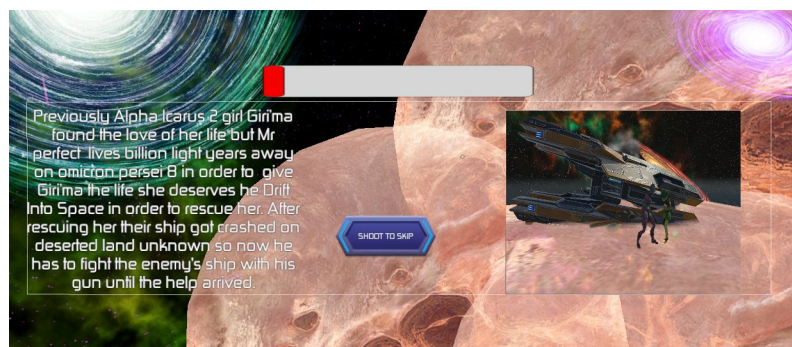 Previously Alpha Icarus 2 girl Giri'ma
found the love of her life but Mr
perfect lives billion light years away
on omicton persei 8 in order to give
Giri'ma the life she deserves he Drift
Into Space in order to rescue her. After
rescuing her their ship got crashed on
deserted land unknown so now he
has to fight the enemy's ship with his
gun until the help arrived.
SHOOT TO SKIP